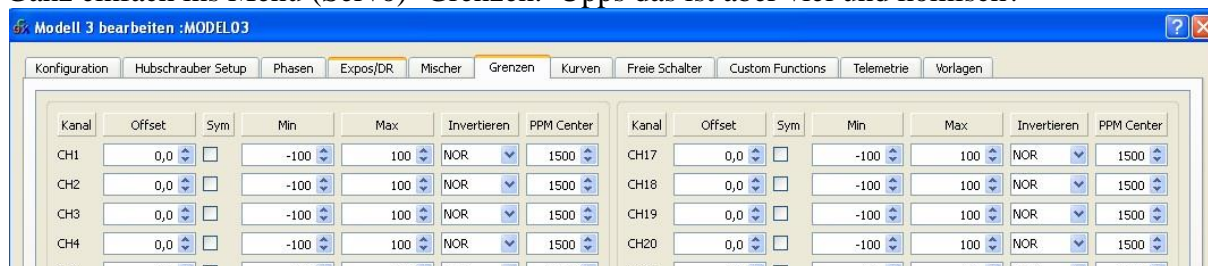 Modell 3 bearbeiten :MODEL03
Konfiguration Hubschrauber Setup Phasen Expos/DR Mischer Grenzen Kurven Freie Schalter Custom Functions Telemetrie Vorlagen
Kanal Offset Sym Min Max Invertieren PPM Center Kanal Offset Sym Min Max Invertieren PPM Center
CH1 0,0 -100 100 NOR 1500 CH17 0,0 -100 100 NOR 1500
CH2 0,0 -100 100 NOR 1500 CH18 0,0 -100 100 NOR 1500
CH3 0,0 -100 100 NOR 1500 CH19 0,0 -100 100 NOR 1500
CH4 0,0 -100 100 NOR 1500 CH20 0,0 -100 100 NOR 1500